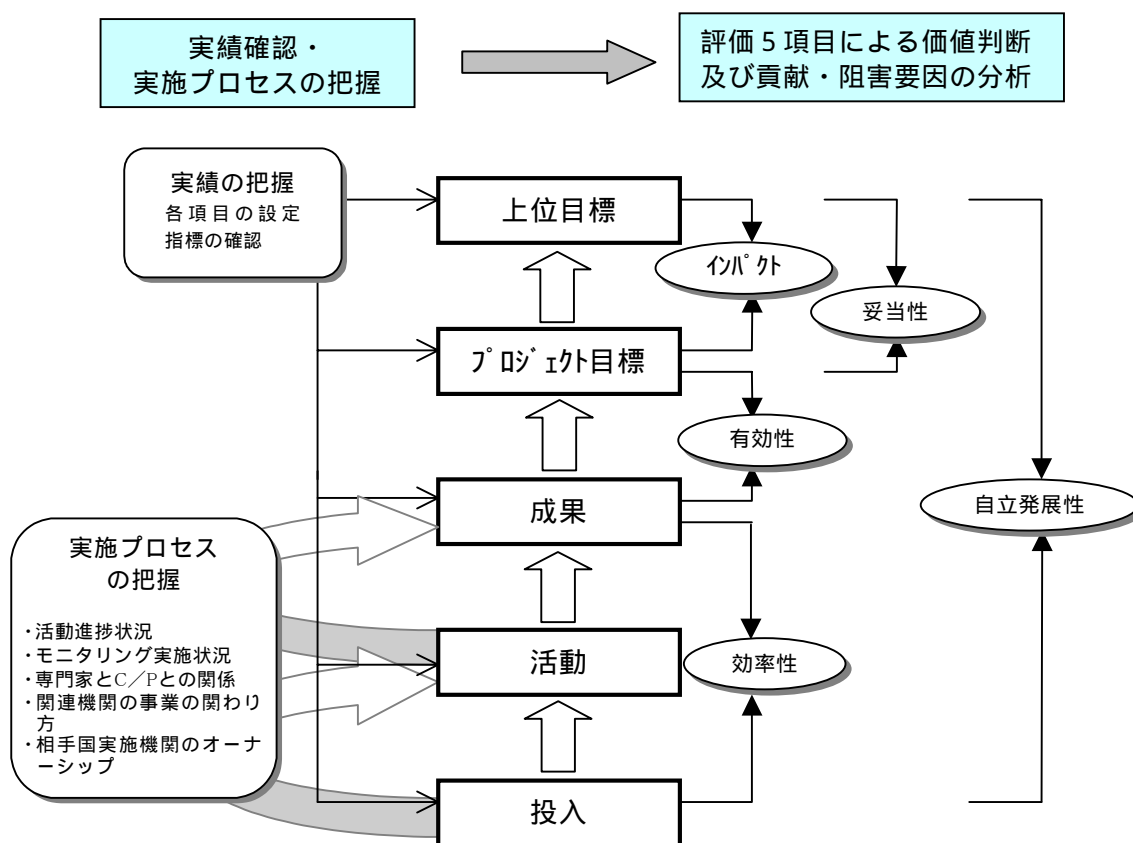 実績確認・
実施プロセスの把握
評価5項目による価値判断
及び貢献・阻害要因の分析
実績の把握
各項目の設定
指標の確認
上位目標
インパクト
妥当性
プロジェクト目標
有効性
成果
自立発展性
実施プロセス
の把握
・活動進捗状況
・モニタリング実施状況
・専門家とC/Pとの関係
・関連機関の事業の関わり
方
・相手国実施機関のオーナ
ーシップ
活動
効率性
投入